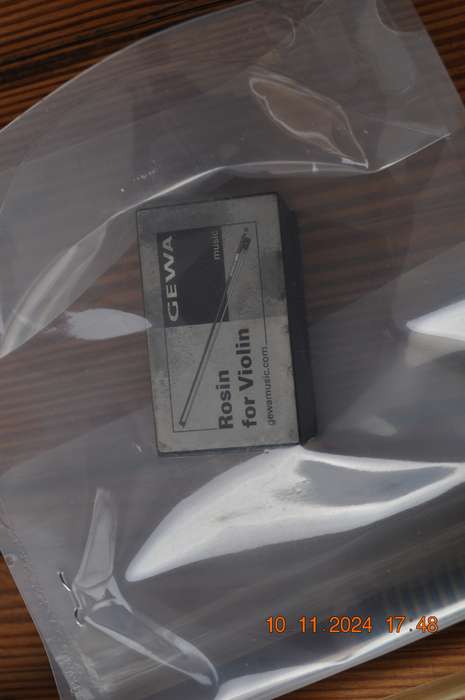 GEWA
music
Rosin
for Violin
gewamusic.com
10 11 2024 17:48